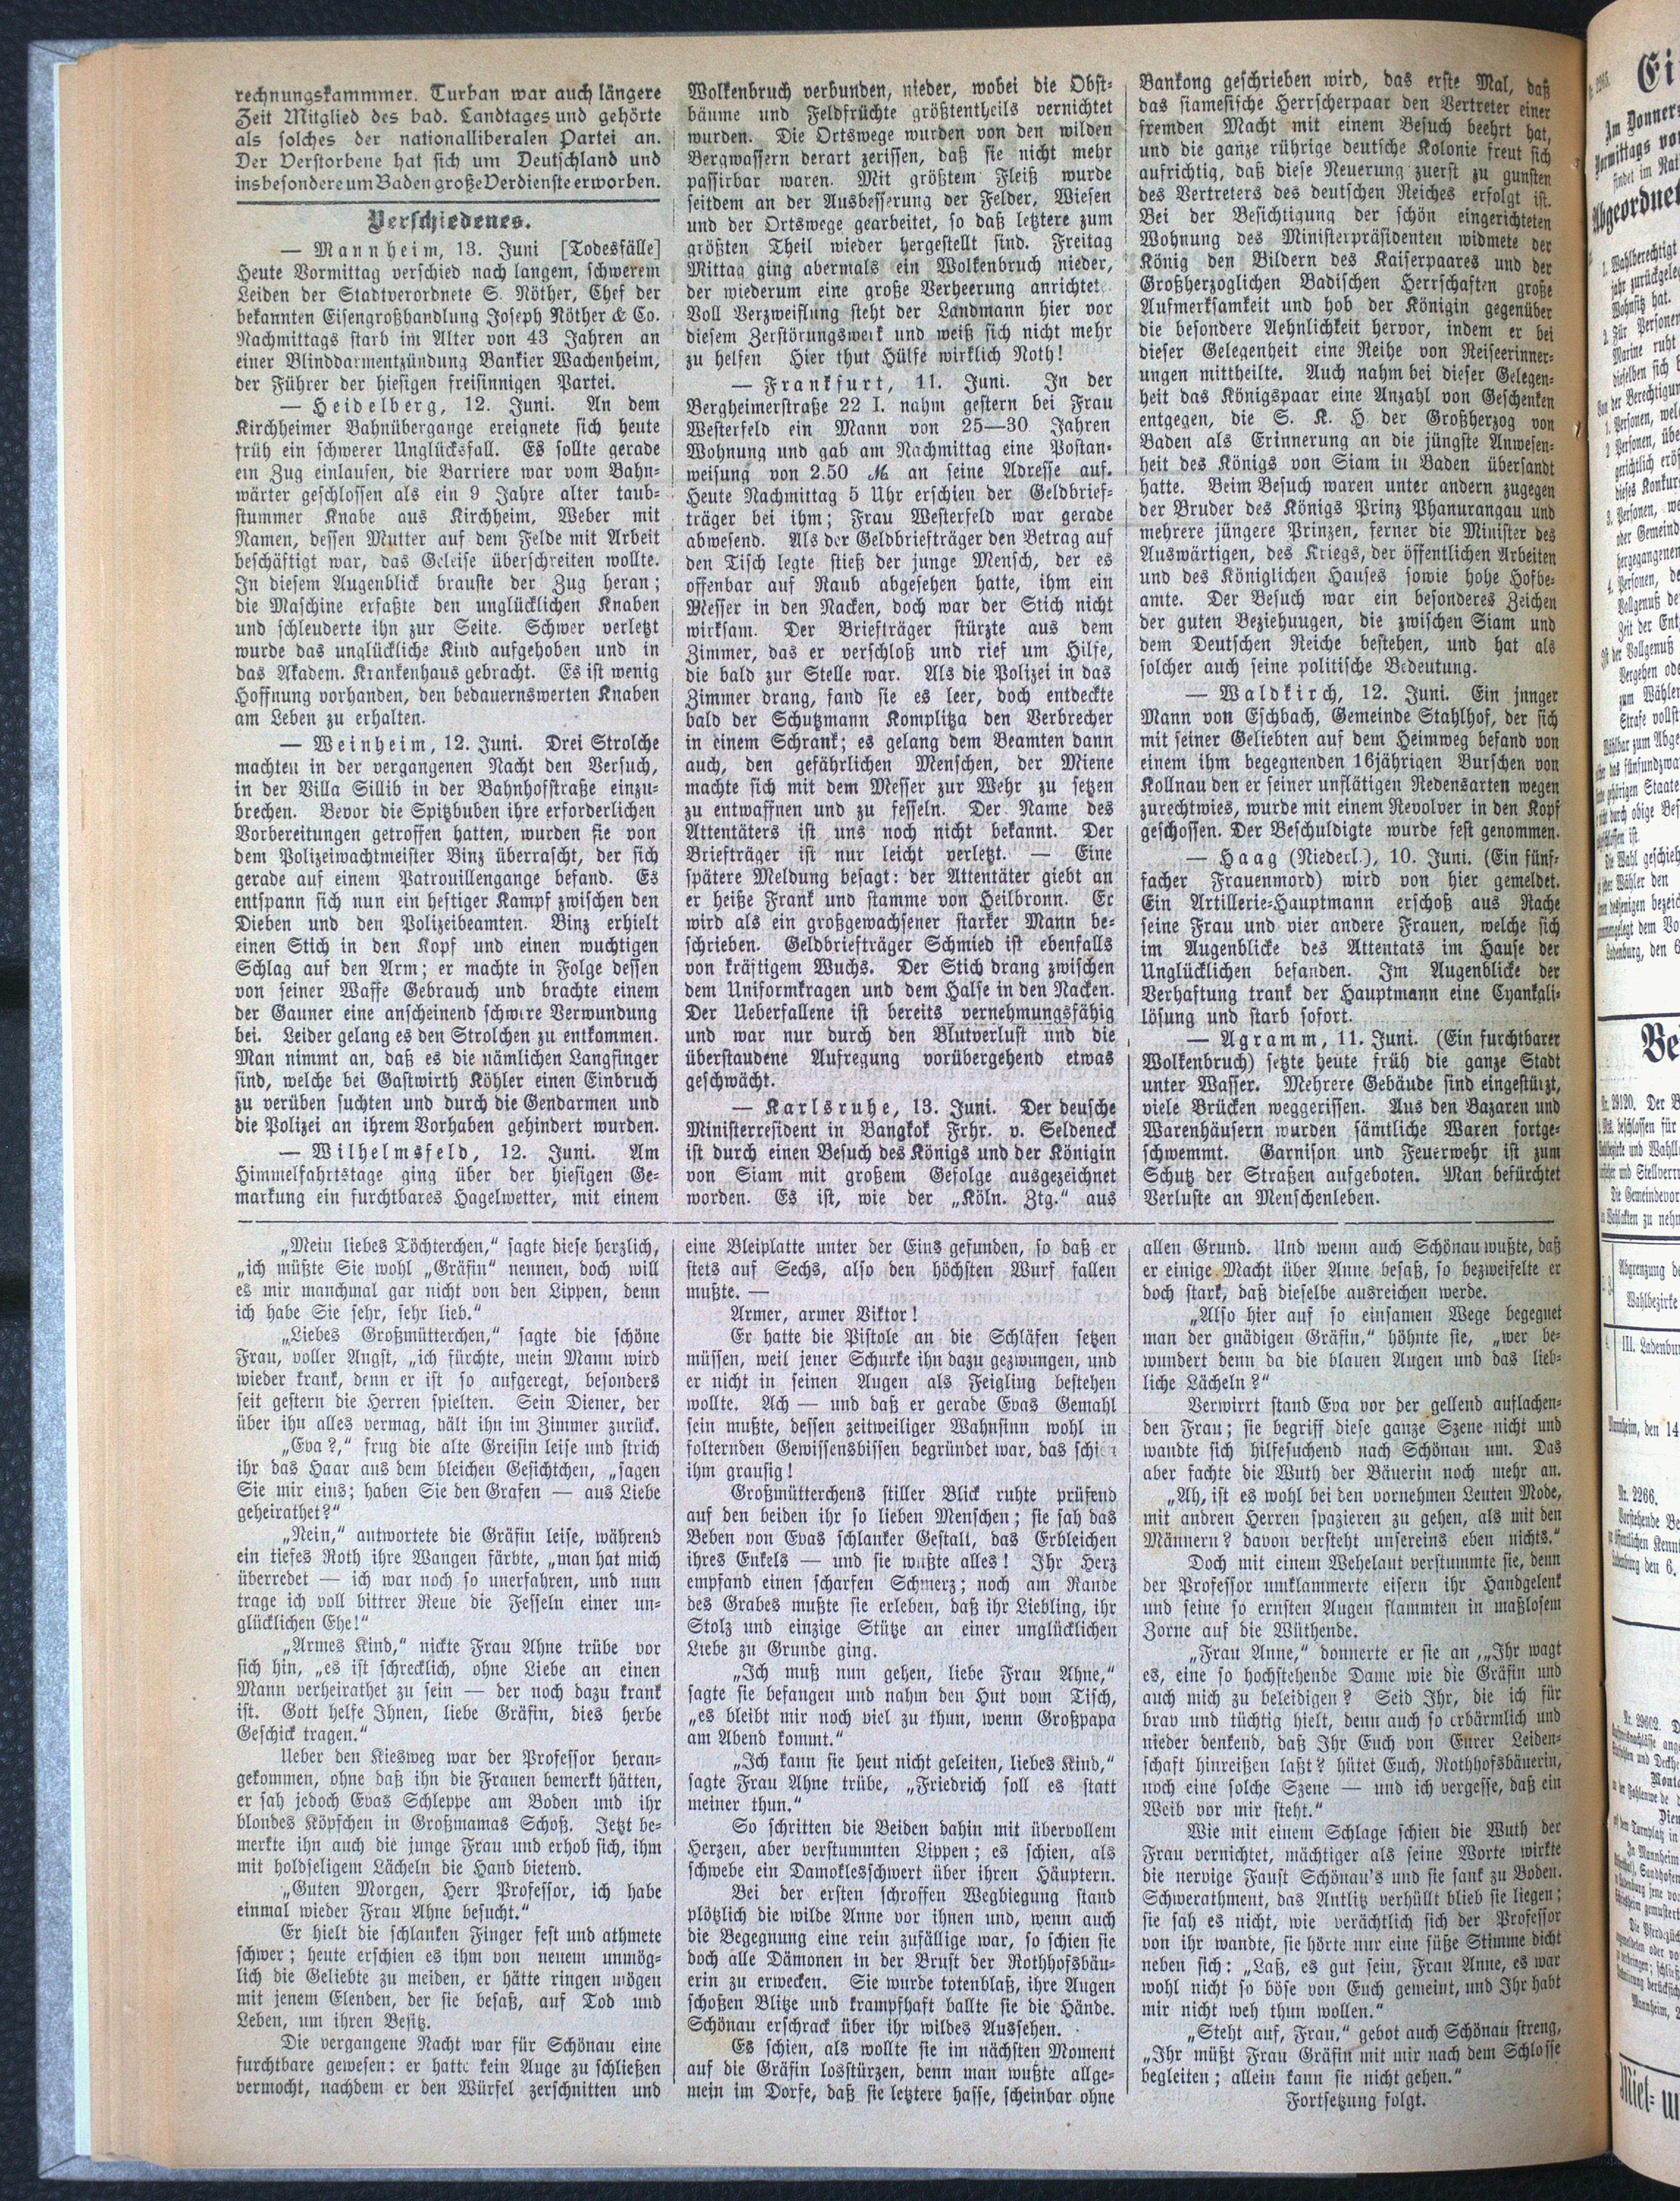 rechnungskammmer. Turban war auch längere
Zeit Mitglied des bad. Landtages und gehörte
als solches der nationalliberalen Partei an.
Der Verstorbene hat sich um Deutschland und
insbesondere um Baden große Verdienste erworben.
Verschiedenes.
— Mannheim, 13. Juni [Todesfälle]
Heute Vormittag verschied nach langem, schwerem
Leiden der Stadtverordnete S. Nöther, Chef der
bekannten Eisengroßhandlung Joseph Nöther & Co.
Nachmittags starb im Alter von 43 Jahren an
einer Blinddarmentzündung Bankier Wachenheim,
der Führer der hiesigen freisinnigen Partei.
— Heidelberg, 12. Juni. An dem
Kirchheimer Bahnübergange ereignete sich heute
früh ein schwerer Unglücksfall. Es sollte gerade
ein Zug einlaufen, die Barriere war vom Bahn-
wärter geschlossen als ein 9 Jahre alter taub-
stummer Knabe aus Kirchheim, Weber mit
Namen, dessen Mutter auf dem Felde mit Arbeit
beschäftigt war, das Geleise überschreiten wollte.
In diesem Augenblick brauste der Zug heran;
die Maschine erfaßte den unglücklichen Knaben
und schleuderte ihn zur Seite. Schwer verletzt
wurde das unglückliche Kind aufgehoben und in
das Akadem. Krankenhaus gebracht. Es ist wenig
Hoffnung vorhanden, den bedauernswerten Knaben
am Leben zu erhalten.
— Weinheim, 12. Juni. Drei Strolche
machten in der vergangenen Nacht den Versuch,
in der Villa Sillib in der Bahnhofstraße einzu-
brechen. Bevor die Spitzbuben ihre erforderlichen
Vorbereitungen getroffen hatten, wurden sie von
dem Polizeiwachtmeister Binz überrascht, der sich
gerade auf einem Patrouillengange befand. Es
entspann sich nun ein heftiger Kampf zwischen den
Dieben und den Polizeibeamten. Binz erhielt
einen Stich in den Kopf und einen wuchtigen
Schlag auf den Arm; er machte in Folge dessen
von seiner Waffe Gebrauch und brachte einem
der Gauner eine anscheinend schwere Verwundung
bei. Leider gelang es den Strolchen zu entkommen.
Man nimmt an, daß es die nämlichen Langfinger
sind, welche bei Gastwirth Köhler einen Einbruch
zu verüben suchten und durch die Gendarmen und
die Polizei an ihrem Vorhaben gehindert wurden.
— Wilhelmsfeld, 12. Juni. Am
Himmelfahrtstage ging über der hiesigen Ge-
markung ein furchtbares Hagelwetter, mit einem
Wolkenbruch verbunden, nieder, wobei die Obst-
bäume und Feldfrüchte größtentheils vernichtet
wurden. Die Ortswege wurden von den wilden
Bergwassern derart zerissen, daß sie nicht mehr
passirbar waren. Mit größtem Fleiß wurde
seitdem an der Ausbesserung der Felder, Wiesen
und der Ortswege gearbeitet, so daß letztere zum
größten Theil wieder hergestellt sind. Freitag
Mittag ging abermals ein Wolkenbruch nieder,
der wiederum eine große Verheerung anrichtet.
Voll Verzweiflung steht der Landmann hier vor
diesem Zerstörungswerk und weiß sich nicht mehr
zu helfen Hier thut Hülfe wirklich Noth!
— Frankfurt, 11. Juni. In der
Bergheimerstraße 22 I. nahm gestern bei Frau
Westerfeld ein Mann von 25—30 Jahren
Wohnung und gab am Nachmittag eine Postan-
weisung von 2.50 M an seine Adresse auf.
Heute Nachmittag 5 Uhr erschien der Geldbrief-
träger bei ihm; Frau Westerfeld war gerade
abwesend. Als der Geldbriefträger den Betrag auf
den Tisch legte stieß der junge Mensch, der es
offenbar auf Raub abgesehen hatte, ihm ein
Messer in den Nacken, doch war der Stich nicht
wirksam. Der Briefträger stürzte aus dem
Zimmer, das er verschloß und rief um Hilfe,
die bald zur Stelle war. Als die Polizei in das
Zimmer drang, fand sie es leer, doch entdeckte
bald der Schutzmann Komplitza den Verbrecher
in einem Schrank; es gelang dem Beamten dann
auch, den gefährlichen Menschen, der Miene
machte sich mit dem Messer zur Wehr zu setzen
zu entwaffnen und zu fesseln. Der Name des
Attentäters ist uns noch nicht bekannt. Der
Briefträger ist nur leicht verletzt. — Eine
spätere Meldung besagt: der Attentäter giebt an
er heiße Frank und stamme von Heilbronn. Er
wird als ein großgewachsener starker Mann be-
schrieben. Geldbriefträger Schmied ist ebenfalls
von kräftigem Wuchs. Der Stich drang zwischen
dem Uniformkragen und dem Halse in den Nacken.
Der Ueberfallene ist bereits vernehmungsfähig
und war nur durch den Blutverlust und die
überstandene Aufregung vorübergehend etwas
geschwächt.
— Karlsruhe, 13. Juni. Der deusche
Ministerresident in Bangkok Frhr. v. Seldeneck
ist durch einen Besuch des Königs und der Königin
von Siam mit großem Gefolge ausgezeichnet
worden. Es ist, wie der „Köln. Ztg.“ aus
Bankong geschrieben wird, das erste Mal, daß
das siamesische Herrscherpaar den Vertreter einer
fremden Macht mit einem Besuch beehrt hat,
und die ganze rührige deutsche Kolonie freut sich
aufrichtig, daß diese Neuerung zuerst zu gunsten
des Vertreters des deutschen Reiches erfolgt ist.
Bei der Besichtigung der schön eingerichteten
Wohnung des Ministerpräsidenten widmete der
König den Bildern des Kaiserpaares und der
Großherzoglichen Badischen Herrschaften große
Aufmerksamkeit und hob der Königin gegenüber
die besondere Aehnlichkeit hervor, indem er bei
dieser Gelegenheit eine Reihe von Reiseerinner-
ungen mittheilte. Auch nahm bei dieser Gelegen-
heit das Königspaar eine Anzahl von Geschenken
entgegen, die S. K. H. der Großherzog von
Baden als Erinnerung an die jüngste Anwesen-
heit des Königs von Siam in Baden übersandt
hatte. Beim Besuch waren unter andern zugegen
der Bruder des Königs Prinz Phanurangau und
mehrere jüngere Prinzen, ferner die Minister des
Auswärtigen, des Kriegs, der öffentlichen Arbeiten
und des Königlichen Hauses sowie hohe Hofbe-
amte. Der Besuch war ein besonderes Zeichen
der guten Beziehuugen, die zwischen Siam und
dem Deutschen Reiche bestehen, und hat als
solcher auch seine politische Bedeutung.
— Waldkirch, 12. Juni. Ein junger
Mann von Eschbach, Gemeinde Stahlhof, der sich
mit seiner Geliebten auf dem Heimweg befand von
einem ihm begegnenden 16jährigen Burschen von
Kollnau den er seiner unflätigen Redensarten wegen
zurechtwies, wurde mit einem Revolver in den Kopf
geschossen. Der Beschuldigte wurde fest genommen.
— Haag (Niederl.), 10. Juni. (Ein fünf-
facher Frauenmord) wird von hier gemeldet.
Ein Artillerie-Hauptmann erschoß aus Rache
seine Frau und vier andere Frauen, welche sich
im Augenblicke des Attentats im Hause der
Unglücklichen befanden. Im Augenblicke der
Verhaftung trank der Hauptmann eine Cyankali-
lösung und starb sofort.
— Agramm, 11. Juni. (Ein furchtbarer
Wolkenbruch) setzte heute früh die ganze Stadt
unter Wasser. Mehrere Gebäude sind eingestürzt,
viele Brücken weggerissen. Aus den Bazaren und
Warenhäusern wurden sämtliche Waren fortge-
schwemmt. Garnison und Feuerwehr ist zum
Schutz der Straßen aufgeboten. Man befürchtet
Verluste an Menschenleben.
„Mein liebes Töchterchen,“ sagte diese herzlich,
„ich müßte Sie wohl „Gräfin“ nennen, doch will
es mir manchmal gar nicht von den Lippen, denn
ich habe Sie sehr, sehr lieb.“
„Liebes Großmütterchen,“ sagte die schöne
Frau, voller Angst, „ich fürchte, mein Mann wird
wieder krank, denn er ist so aufgeregt, besonders
seit gestern die Herren spielten. Sein Diener, der
über ihn alles vermag, hält ihn im Zimmer zurück.
„Eva?,“ frug die alte Greisin leise und strich
ihr das Haar aus dem bleichen Gesichtchen, „sagen
Sie mir eins; haben Sie den Grafen — aus Liebe
geheirathet?“
„Nein,“ antwortete die Gräfin leise, während
ein tiefes Roth ihre Wangen färbte, „man hat mich
überredet — ich war noch so unerfahren, und nun
trage ich voll bittrer Reue die Fesseln einer un-
glücklichen Ehe!“
„Armes Kind,“ nickte Frau Ahne trübe vor
sich hin, „es ist schrecklich, ohne Liebe an einen
Mann verheirathet zu sein — der noch dazu krank
ist. Gott helfe Ihnen, liebe Gräfin, dies herbe
Geschick tragen.“
Ueber den Kiesweg war der Professor heran-
gekommen, ohne daß ihn die Frauen bemerkt hätten,
er sah jedoch Evas Schleppe am Boden und ihr
blondes Köpfchen in Großmamas Schoß. Jetzt be-
merkte ihn auch die junge Frau und erhob sich, ihm
mit holdseligem Lächeln die Hand bietend.
„Guten Morgen, Herr Professor, ich habe
einmal wieder Frau Ahne besucht.“
Er hielt die schlanken Finger fest und athmete
schwer; heute erschien es ihm von neuem unmög-
lich die Geliebte zu meiden, er hätte ringen mögen
mit jenem Elenden, der sie besaß, auf Tod und
Leben, um ihren Besitz.
Die vergangene Nacht war für Schönau eine
furchtbare gewesen: er hatte kein Auge zu schließen
vermocht, nachdem er den Würfel zerschnitten und
eine Bleiplatte unter der Eins gefunden, so daß er
stets auf Sechs, also den höchsten Wurf fallen
mußte. —
Armer, armer Viktor!
Er hatte die Pistole an die Schläfen setzen
müssen, weil jener Schurke ihn dazu gezwungen, und
er nicht in seinen Augen als Feigling bestehen
wollte. Ach — und daß er gerade Evas Gemahl
sein mußte, dessen zeitweiliger Wahnsinn wohl in
folternden Gewissensbissen begründet war, das schien
ihm grausig!
Großmütterchens stiller Blick ruhte prüfend
auf den beiden ihr so lieben Menschen; sie sah das
Beben von Evas schlanker Gestalt, das Erbleichen
ihres Enkels — und sie wußte alles! Ihr Herz
empfand einen scharfen Schmerz; noch am Rande
des Grabes mußte sie erleben, daß ihr Liebling, ihr
Stolz und einzige Stütze an einer unglücklichen
Liebe zu Grunde ging.
„Ich muß nun gehen, liebe Frau Ahne,“
sagte sie befangen und nahm den Hut vom Tisch,
„es bleibt mir noch viel zu thun, wenn Großpapa
am Abend kommt.“
„Ich kann sie heut nicht geleiten, liebes Kind,“
sagte Frau Ahne trübe, „Friedrich soll es statt
meiner thun.“
So schritten die Beiden dahin mit übervollem
Herzen, aber verstummten Lippen; es schien, als
schwebe ein Damoklesschwert über ihren Häuptern.
Bei der ersten schroffen Wegbiegung stand
plötzlich die wilde Anne vor ihnen und, wenn auch
die Begegnung eine rein zufällige war, so schien sie
doch alle Dämonen in der Brust der Rothhofsbäu-
erin zu erwecken. Sie wurde totenblaß, ihre Augen
schoßen Blitze und krampfhaft ballte sie die Hände.
Schönau erschrack über ihr wildes Aussehen.
Es schien, als wollte sie im nächsten Moment
auf die Gräfin losstürzen, denn man wußte allge-
mein im Dorfe, daß sie letztere hasse, scheinbar ohne
allen Grund. Und wenn auch Schönau wußte, daß
er einige Macht über Anne besaß, so bezweifelte er
doch stark, daß dieselbe ausreichen werde.
„Also hier auf so einsamen Wege begegnet
man der gnädigen Gräfin,“ höhnte sie, „wer be-
wundert denn da die blauen Augen und das lieb-
liche Lächeln?“
Verwirrt stand Eva vor der gellend auflachen-
den Frau; sie begriff diese ganze Szene nicht und
wandte sich hilfesuchend nach Schönau um. Das
aber fachte die Wuth der Bäuerin noch mehr an.
„Ah, ist es wohl bei den vornehmen Leuten Mode,
mit andren Herren spazieren zu gehen, als mit den
Männern? davon versteht unsereins eben nichts.“
Doch mit einem Wehelaut verstummte sie, denn
der Professor umklammerte eisern ihr Handgelenk
und seine so ernsten Augen flammten in maßlosem
Zorne auf die Wüthende.
„Frau Anne,“ donnerte er sie an, „Ihr wagt
es, eine so hochstehende Dame wie die Gräfin und
auch mich zu beleidigen? Seid Ihr, die ich für
brav und tüchtig hielt, denn auch so erbärmlich und
nieder denkend, daß Ihr Euch von Eurer Leiden-
schaft hinreißen laßt? hütet Euch, Rothhofsbäuerin,
noch eine solche Szene — und ich vergesse, daß ein
Weib vor mir steht.“
Wie mit einem Schlage schien die Wuth der
Frau vernichtet, mächtiger als seine Worte wirkte
die nervige Faust Schönau's und sie sank zu Boden.
Schwerathment, das Antlitz verhüllt blieb sie liegen;
sie sah es nicht, wie verächtlich sich der Professor
von ihr wandte, sie hörte nur eine süße Stimme dicht
neben sich: „Laß, es gut sein, Frau Anne, es war
wohl nicht so böse von Euch gemeint, und Ihr habt
mir nicht weh thun wollen.“
„Steht auf, Frau,“ gebot auch Schönau streng,
„Ihr müßt Frau Gräfin mit mir nach dem Schlosse
begleiten; allein kann sie nicht gehen.“
Fortsetzung folgt.